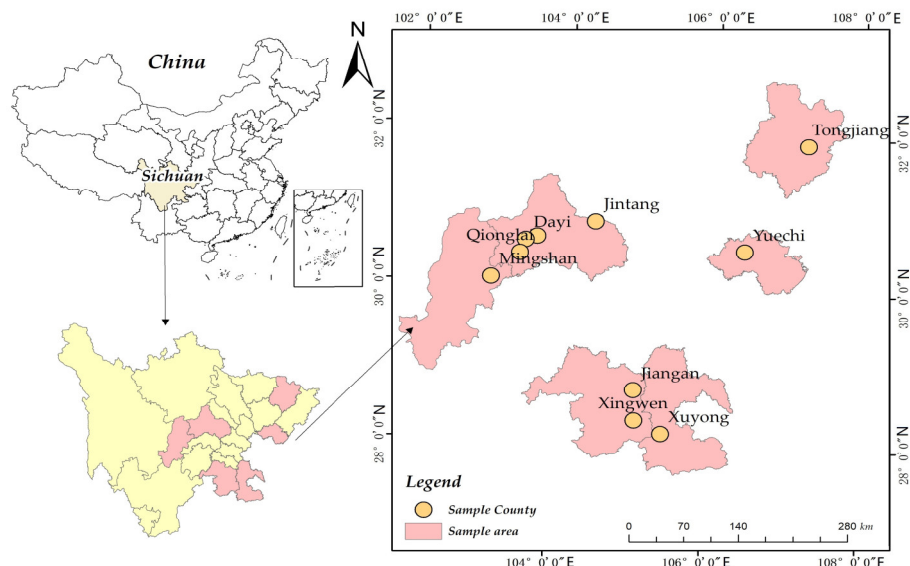 102°0'0"E
104°0'0"E
106°0'0"E
108°0'0"E
N
China
Sichuan
32°0'0"N
30°0'0"N
28°0'0"N
Tongjiang
Jintang
Dayi
Qionglai
Mingshan
Yuechi
Jiangan
Xingwen
Xuyong
32°0'0"N
30°0'0"N
28°0'0"N
Legend
Sample County
Sample area
0 70 140 280 km
104°0'0"E
106°0'0"E
108°0'0"E